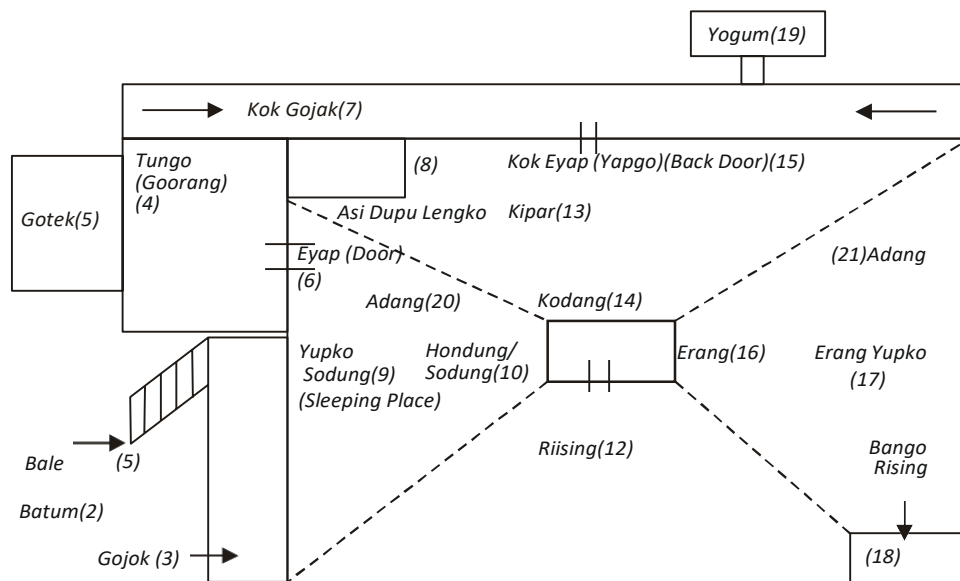 Yogum(19)
Kok Gojak(7)
Tungo
(Goorang)
(4)
(8)
Kok Eyap (Yapgo)(Back Door)(15)
Gotek(5)
Asi Dupu Lengko
Kipar(13)
Eyap (Door)
(6)
(21)Adang
Adang(20)
Kodang(14)
Yupko
Sodung(9)
(Sleeping Place)
Hondung/
Sodung(10)
Erang(16)
Erang Yupko
(17)
Riising(12)
Bango
Rising
Bale
(5)
Batum(2)
Gojok (3)
(18)